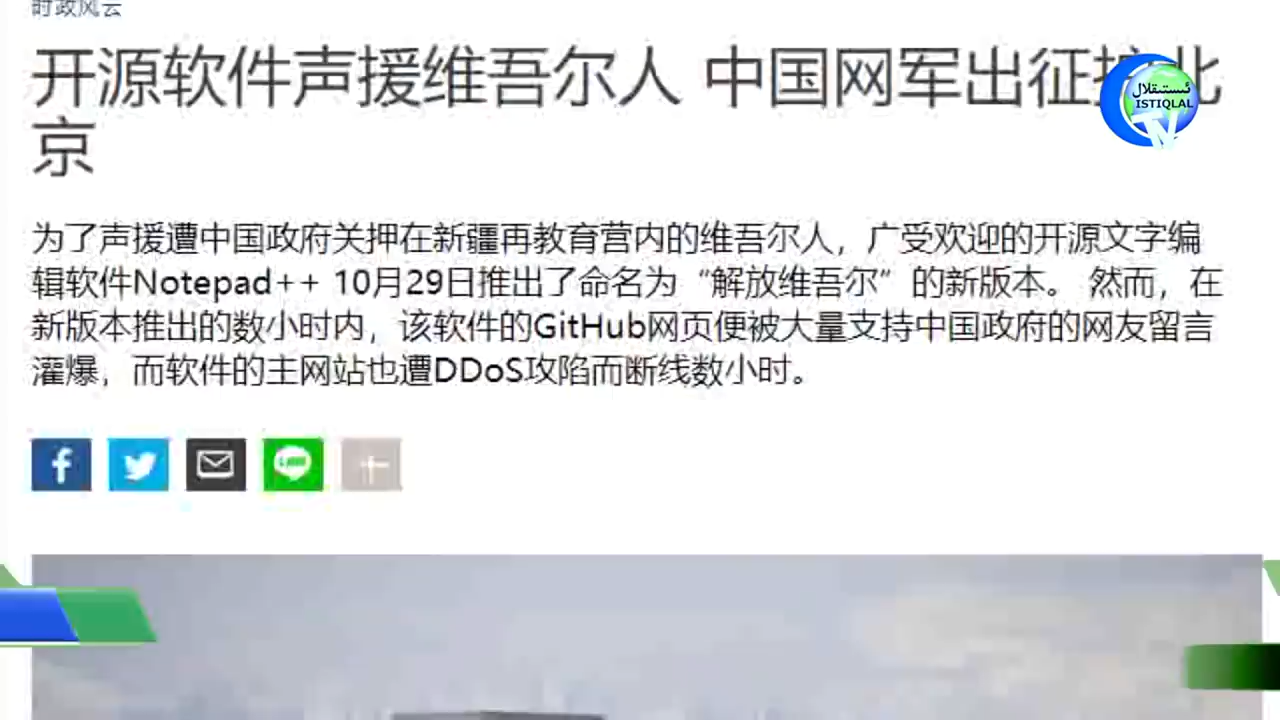 时政风云
开源软件声援维吾尔人 中国网军出征 北
京
为了声援遭中国政府关押在新疆再教育营内的维吾尔人，广受欢迎的开源文字编
辑软件Notepad++ 10月29日推出了命名为“解放维吾尔”的新版本。 然而，在
新版本推出的数小时内，该软件的GitHub网页便被大量支持中国政府的网友留言
灌爆，而软件的主网站也遭DDoS攻陷而断线数小时。
LINE
ئىستىقلال
ISTIQLAL
TV